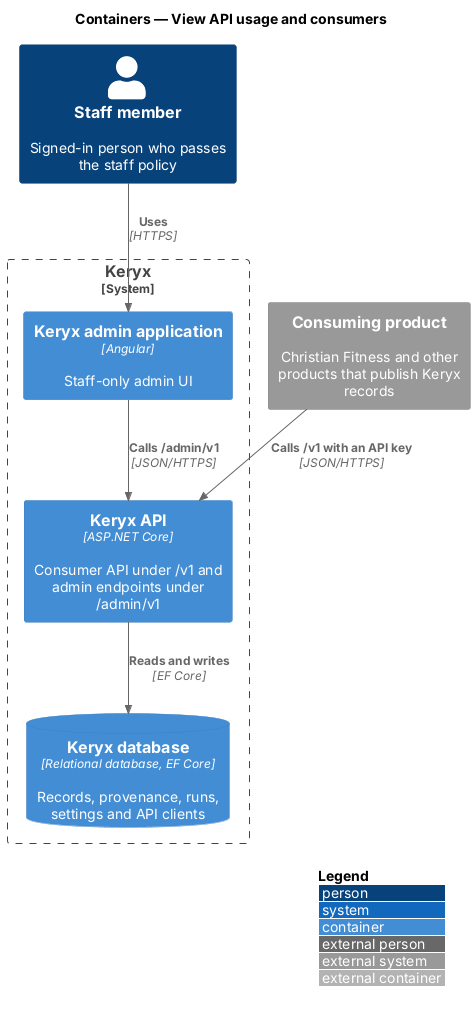 Containers — View API usage and consumers
Staff member
Signed-in person who passes
the staff policy
Uses
[HTTPS]
Keryx
[System]
Keryx admin application
[Angular]
Staff-only admin UI
Consuming product
Christian Fitness and other
products that publish Keryx
records
Calls /admin/v1
[JSON/HTTPS]
Calls /v1 with an API key
[JSON/HTTPS]
Keryx API
[ASP.NET Core]
Consumer API under /v1 and
admin endpoints under
/admin/v1
Reads and writes
[EF Core]
Keryx database
[Relational database, EF Core]
Records, provenance, runs,
settings and API clients
Legend
person
system
container
external person
external system
external container